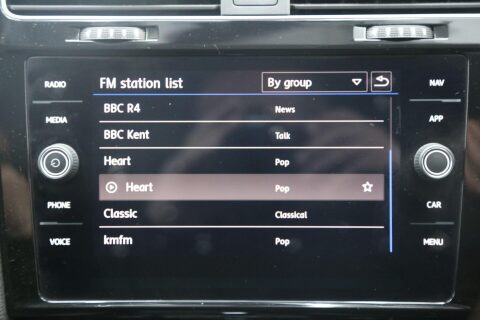 RADIO FM station list By group NAV
MEDIA BBC R4 News APP
BBC Kent Talk
Heart Pop
Heart Pop
PHONE Classic Classical CAR
VOICE kmfm Pop MENU